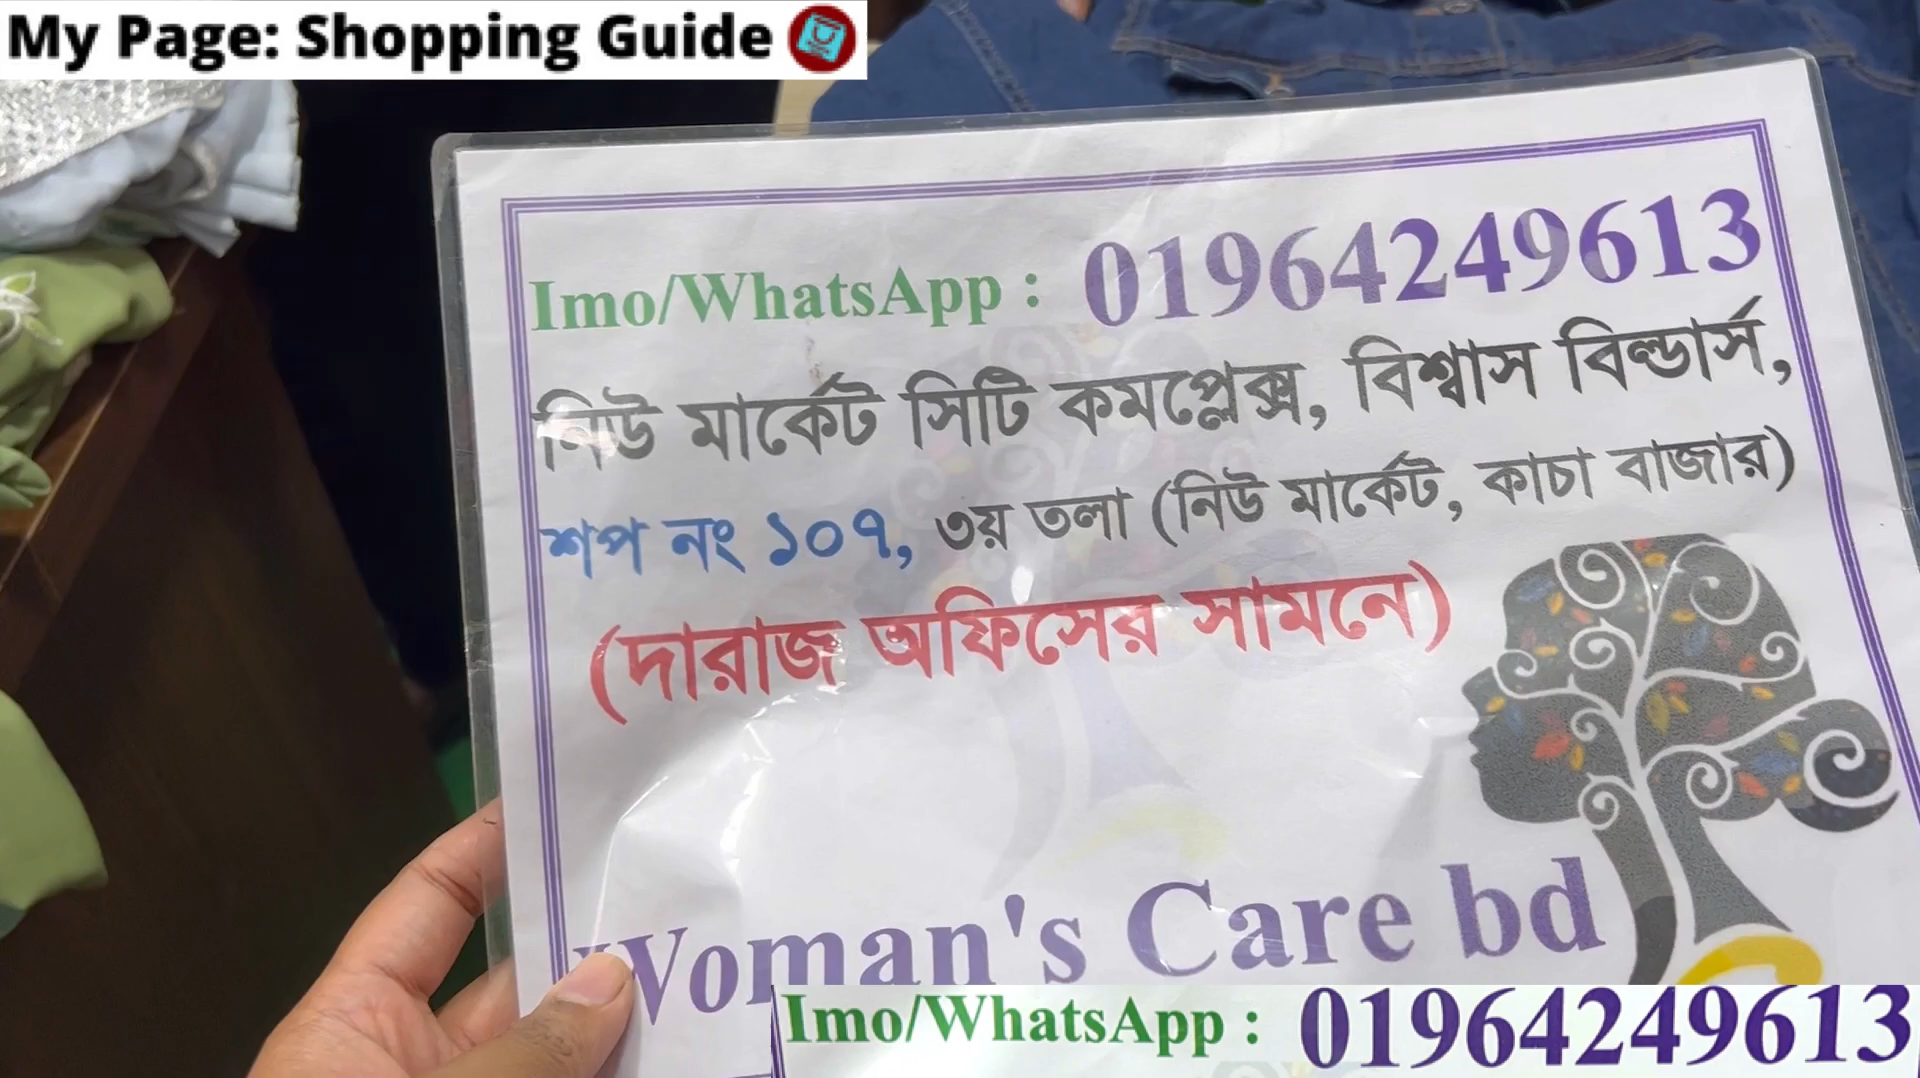 My Page: Shopping Guide
Imo/WhatsApp : 01964249613
নিউ মার্কেট সিটি কমপ্লেক্স, বিশ্বাস বিল্ডার্স,
শপ নং ১০৭, ৩য় তলা (নিউ মার্কেট, কাচা বাজার)
(দারাজ অফিসের সামনে)
Woman's Care bd
Imo/WhatsApp : 01964249613